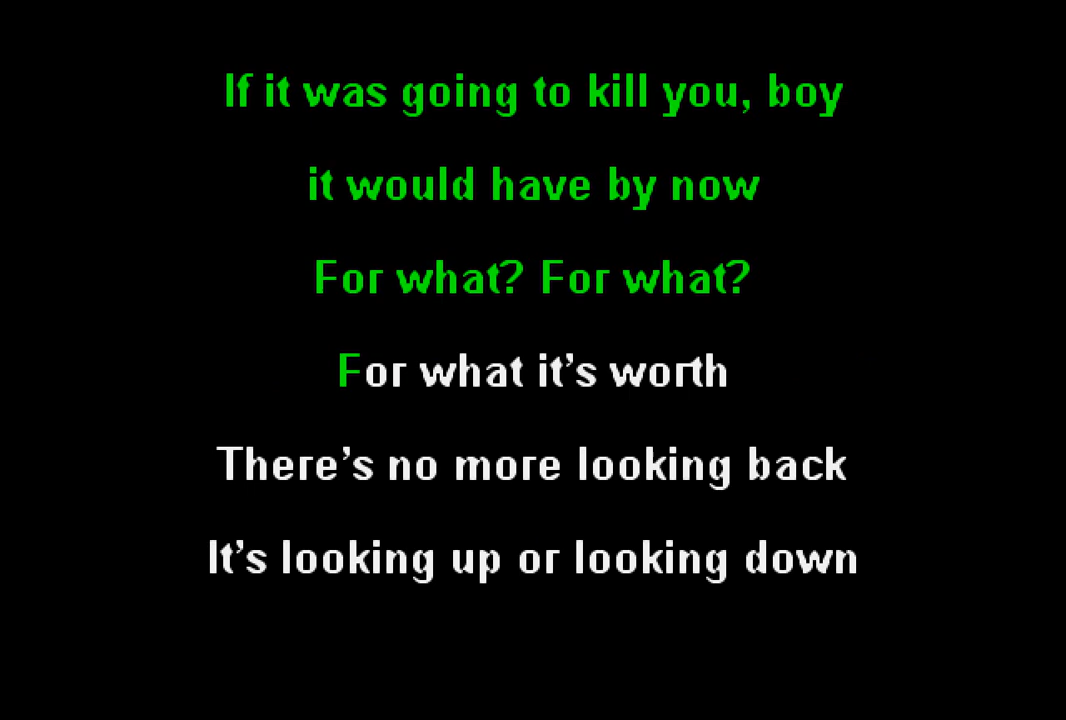 If it was going to kill you, boy
it would have by now
For what? For what?
For what it’s worth
There’s no more looking back
It’s looking up or looking down